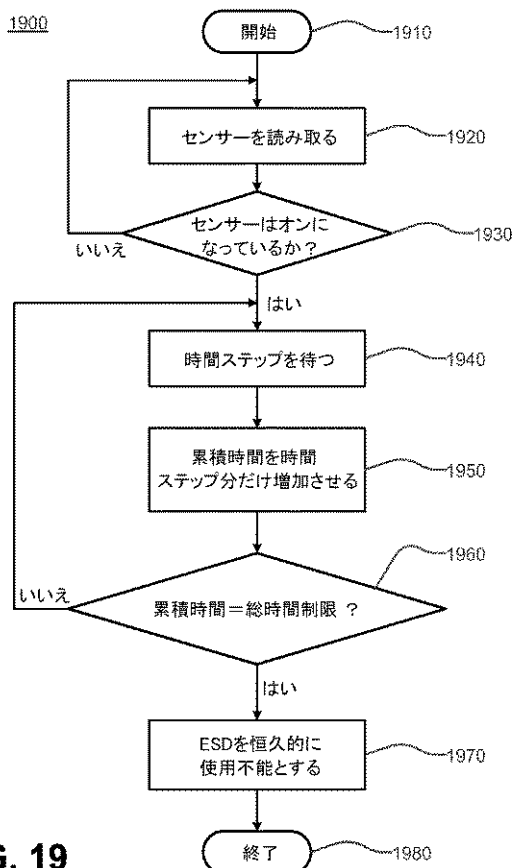 1900
開始
1910
センサーを読み取る
1920
センサーはオンに
なっているか?
1930
いいえ
はい
時間ステップを待つ
1940
累積時間を時間
ステップ分だけ増加させる
1950
1960
いいえ
累積時間=総時間制限 ?
はい
ESDを恒久的に
使用不能とする
1970
終了
1980
G. 19